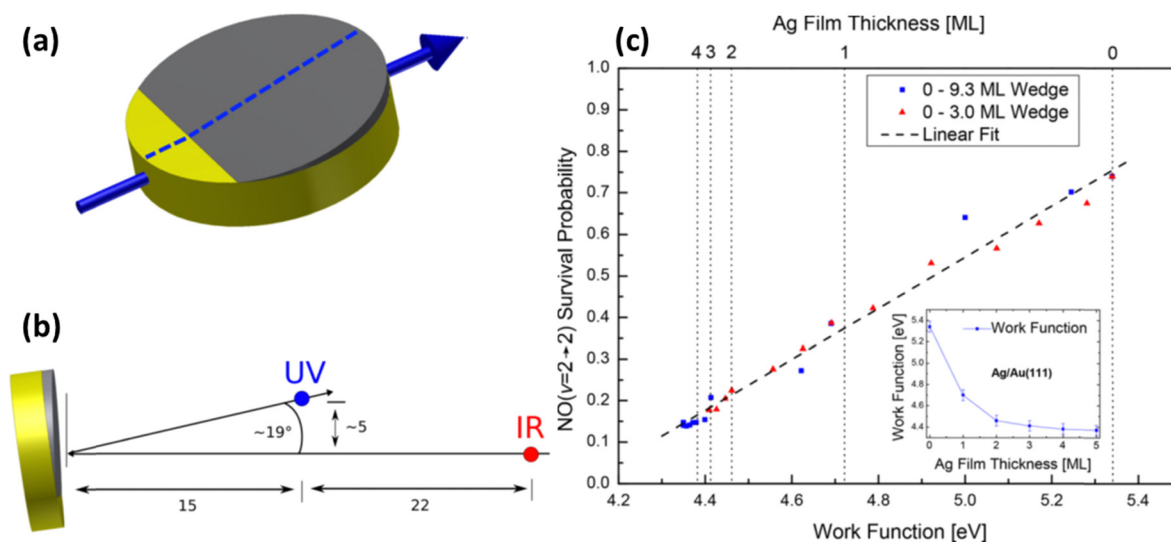 (a)
(b)
UV
IR
~19°
~5
15
22
(c)
Ag Film Thickness [ML]
4 3 2 1 0
NO(v=2→2) Survival Probability
1.0
0.9
0.8
0.7
0.6
0.5
0.4
0.3
0.2
0.1
0.0
0 - 9.3 ML Wedge
0 - 3.0 ML Wedge
Linear Fit
Work Function [eV]
5.4
5.2
5.0
4.8
4.6
4.4
Work Function
Ag/Au(111)
0 1 2 3 4 5
Ag Film Thickness [ML]
4.2 4.4 4.6 4.8 5.0 5.2 5.4
Work Function [eV]